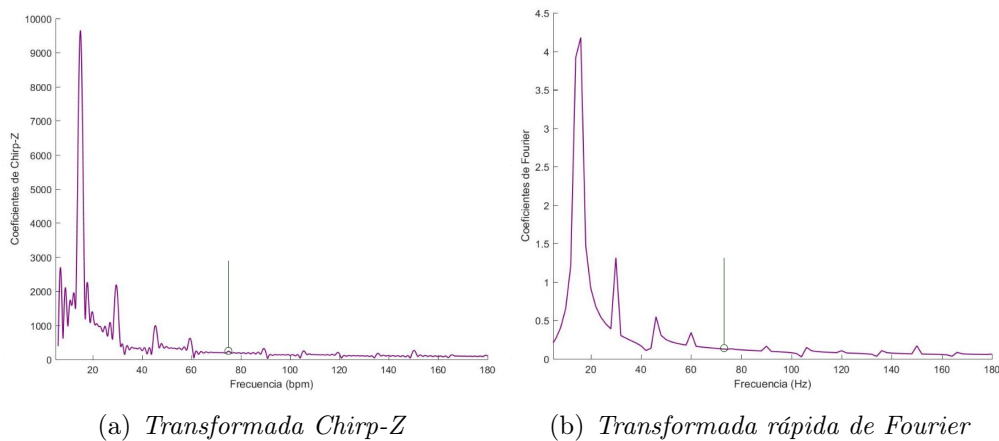 10000
9000
8000
7000
6000
5000
4000
3000
2000
1000
0
Coeficientes de Chirp-Z
20 40 60 80 100 120 140 160 180
Frecuencia (bpm)
(a) Transformada Chirp-Z
4.5
4
3.5
3
2.5
2
1.5
1
0.5
0
Coeficientes de Fourier
20 40 60 80 100 120 140 160 180
Frecuencia (Hz)
(b) Transformada rápida de Fourier